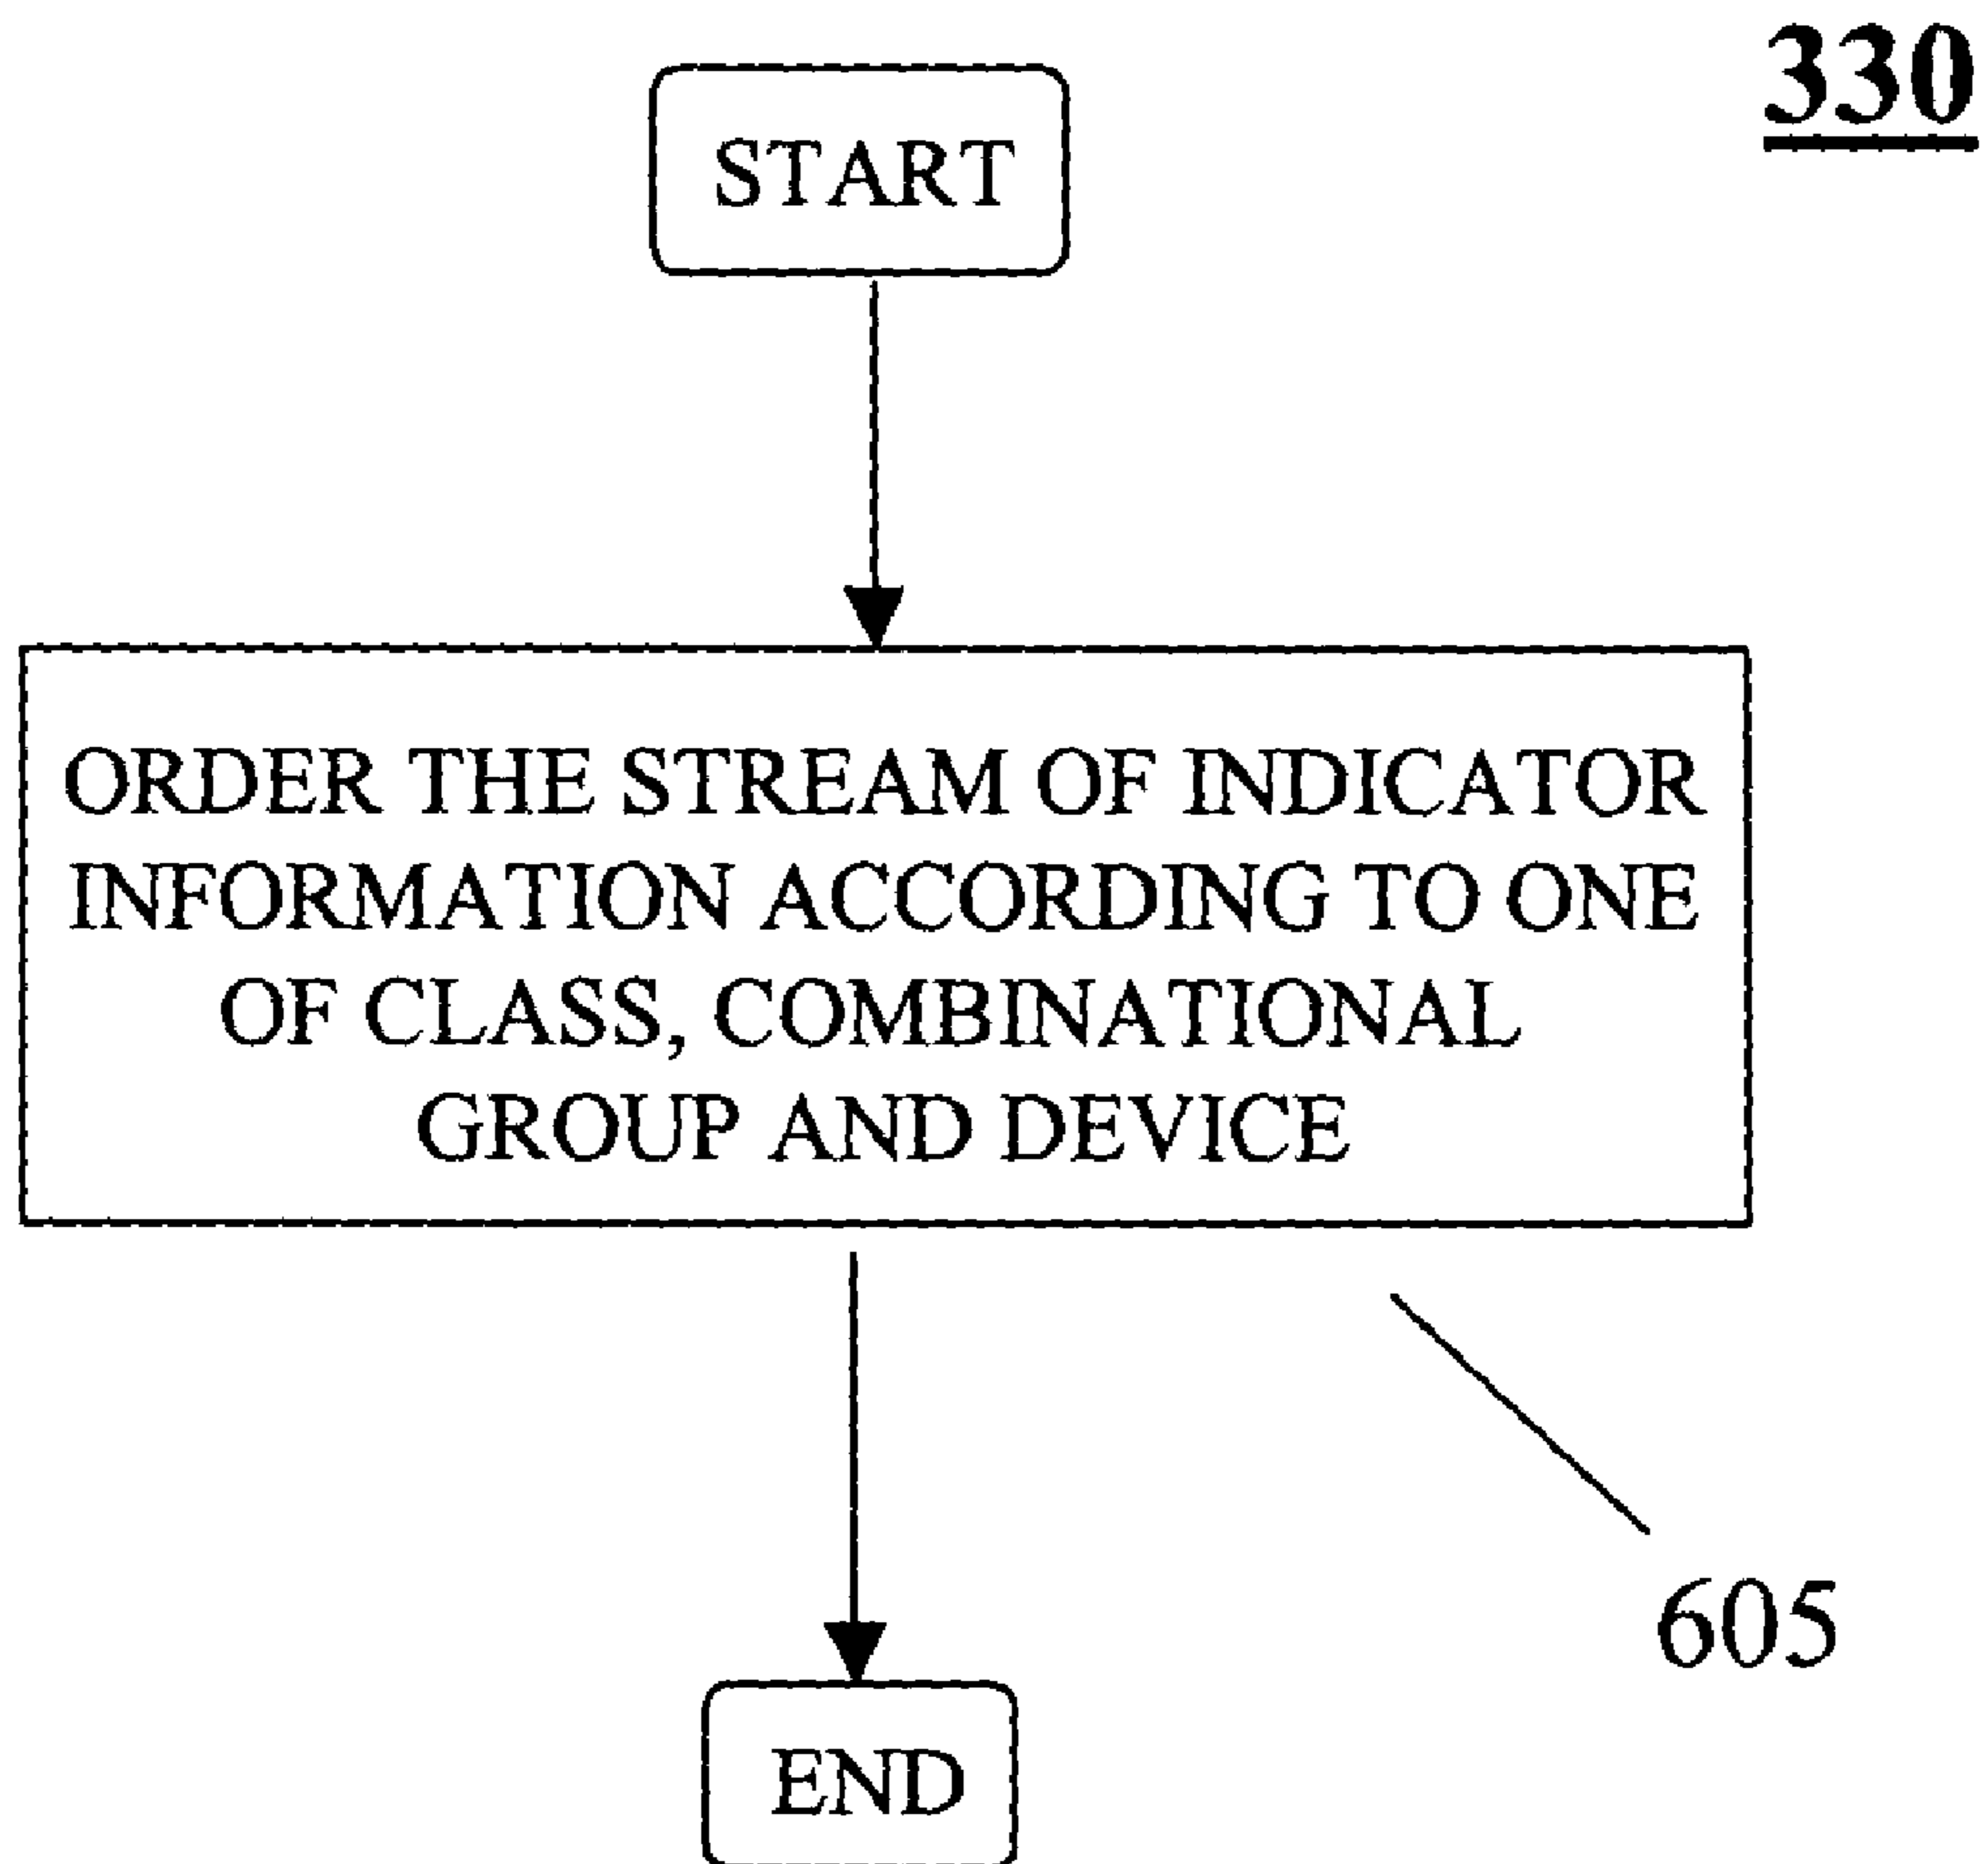 330
START
ORDER THE STREAM OF INDICATOR
INFORMATION ACCORDING TO ONE
OF CLASS, COMBINATIONAL
GROUP AND DEVICE
605
END